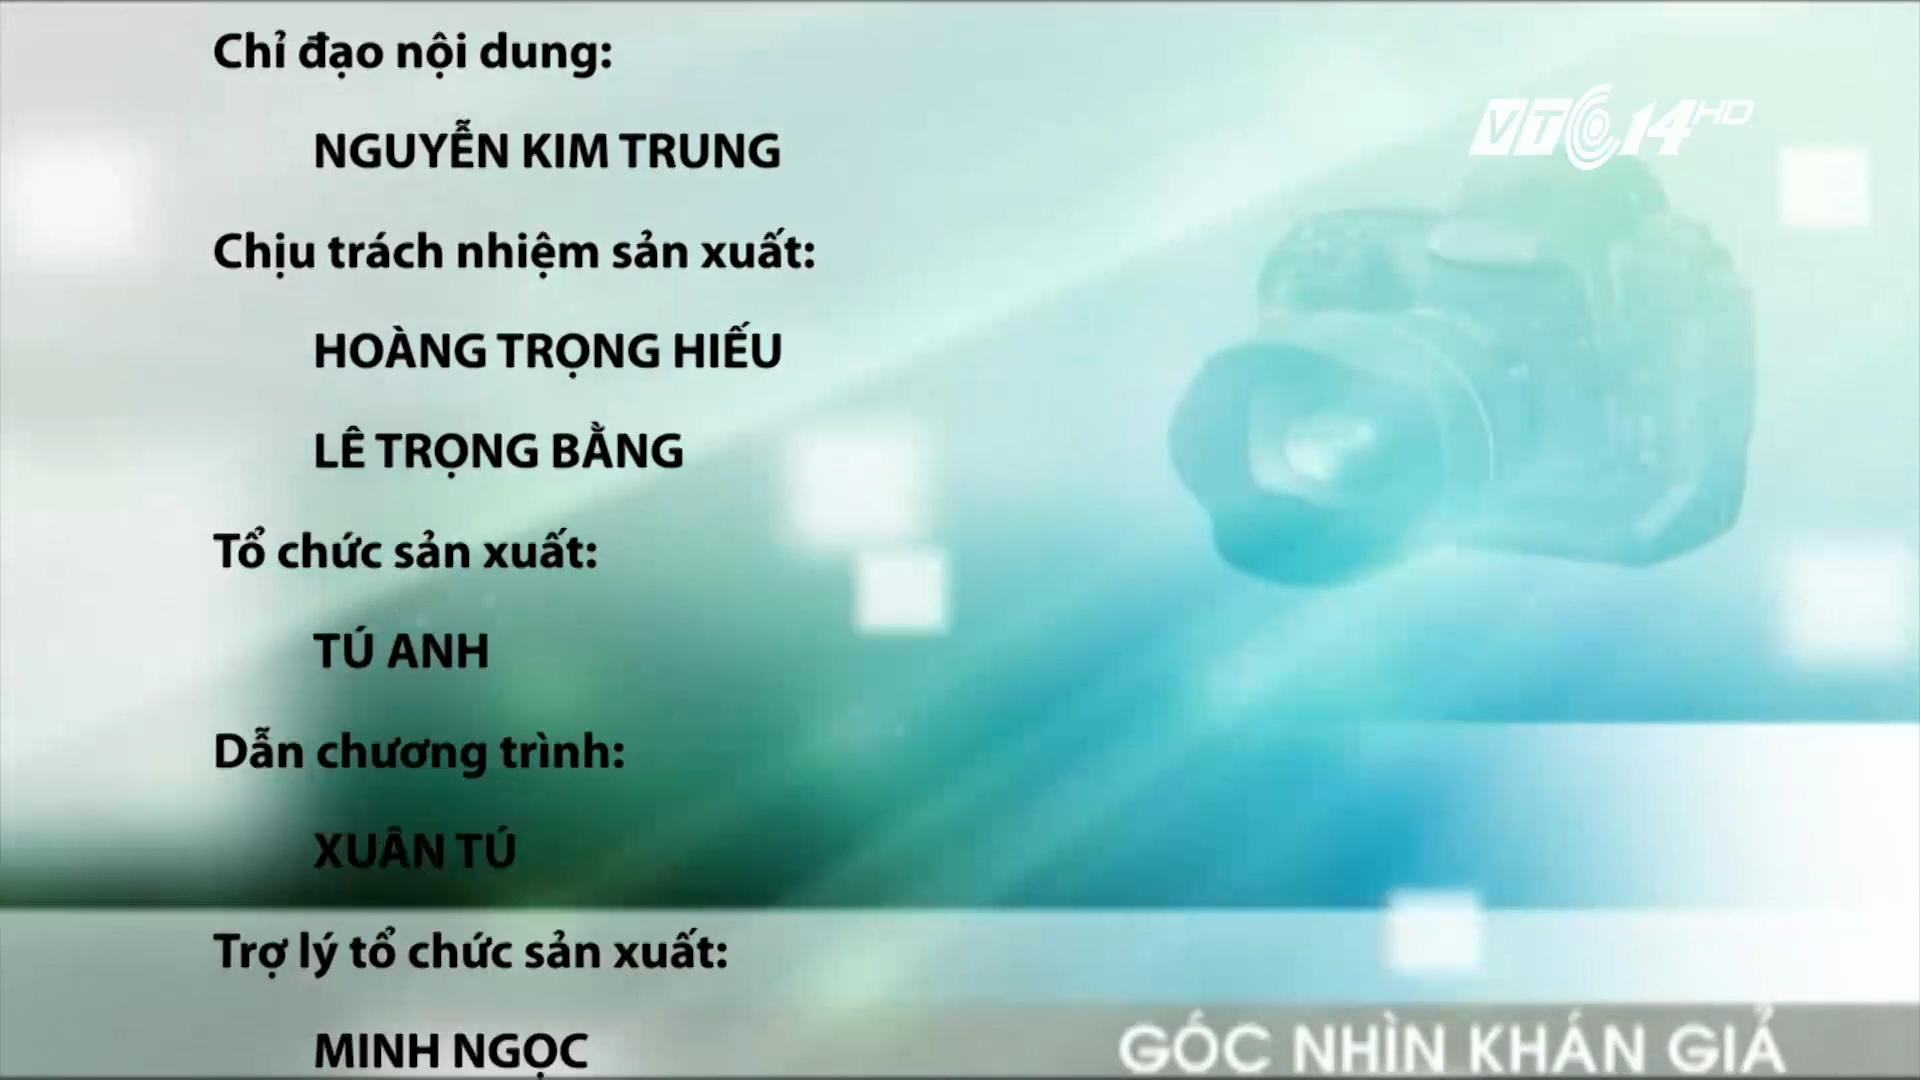 Chỉ đạo nội dung:
NGUYỄN KIM TRUNG
VTC14HD
Chịu trách nhiệm sản xuất:
HOÀNG TRỌNG HIẾU
LÊ TRỌNG BẰNG
Tổ chức sản xuất:
TÚ ANH
Dẫn chương trình:
XUÂN TÚ
Trợ lý tổ chức sản xuất:
MINH NGỌC
GÓC NHÌN KHÁN GIẢ